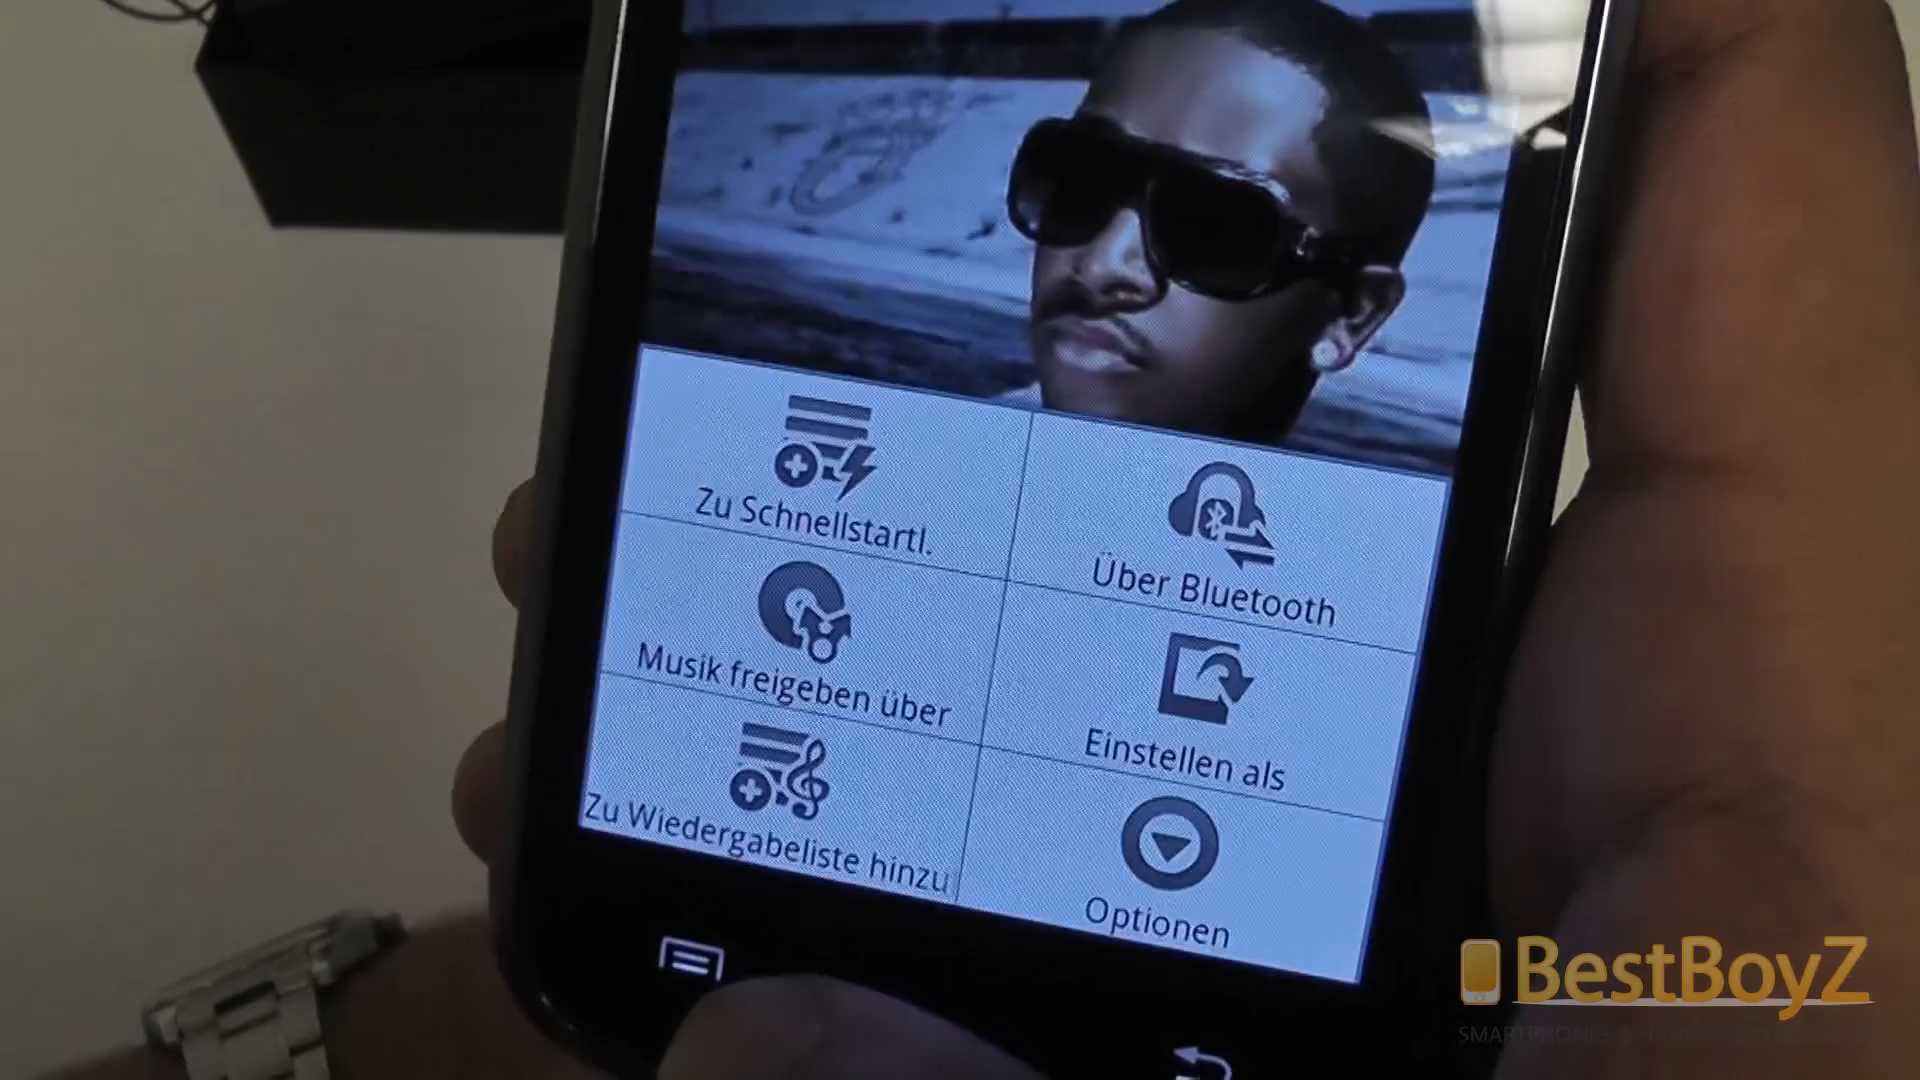 Zu Schnellstartl.
Über Bluetooth
Musik freigeben über
Einstellen als
Zu Wiedergabeliste hinzu
Optionen
BestBoyZ